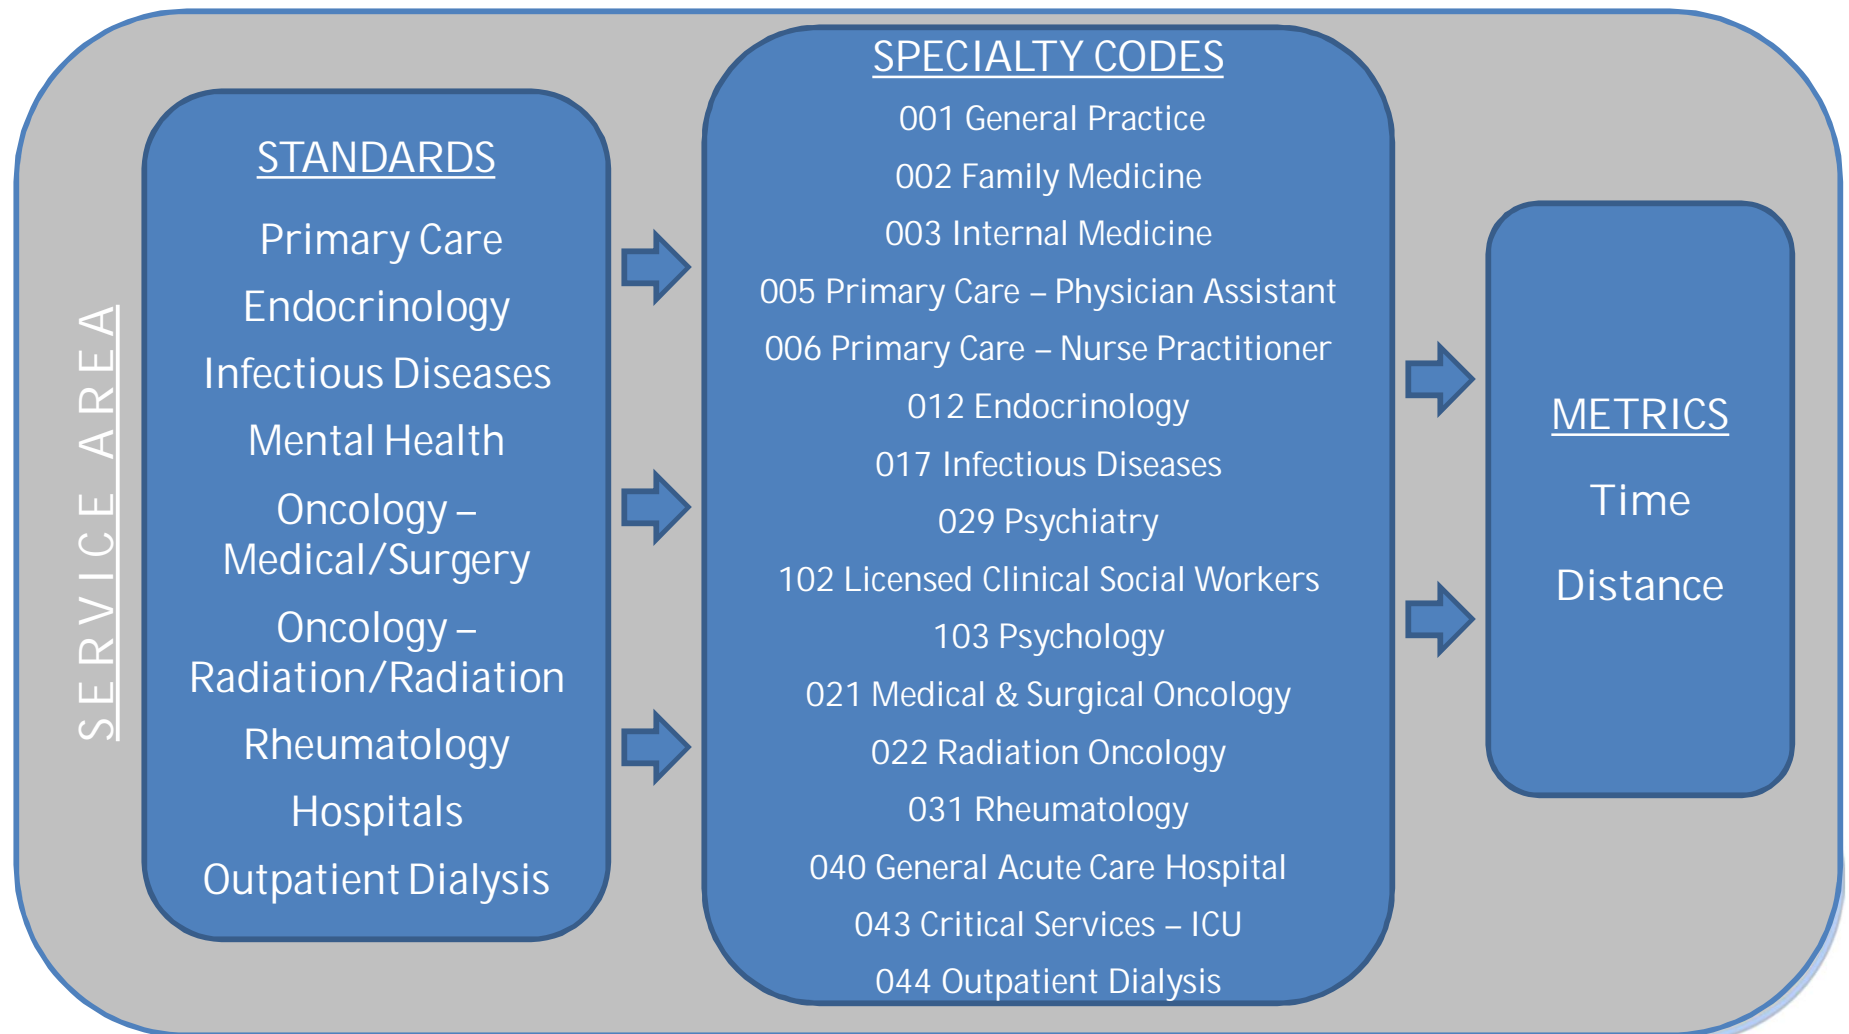 SERVICE AREA
STANDARDS
Primary Care
Endocrinology
Infectious Diseases
Mental Health
Oncology –
Medical/Surgery
Oncology –
Radiation/Radiation
Rheumatology
Hospitals
Outpatient Dialysis
SPECIALTY CODES
001 General Practice
002 Family Medicine
003 Internal Medicine
005 Primary Care – Physician Assistant
006 Primary Care – Nurse Practitioner
012 Endocrinology
017 Infectious Diseases
029 Psychiatry
102 Licensed Clinical Social Workers
103 Psychology
021 Medical & Surgical Oncology
022 Radiation Oncology
031 Rheumatology
040 General Acute Care Hospital
043 Critical Services – ICU
044 Outpatient Dialysis
METRICS
Time
Distance